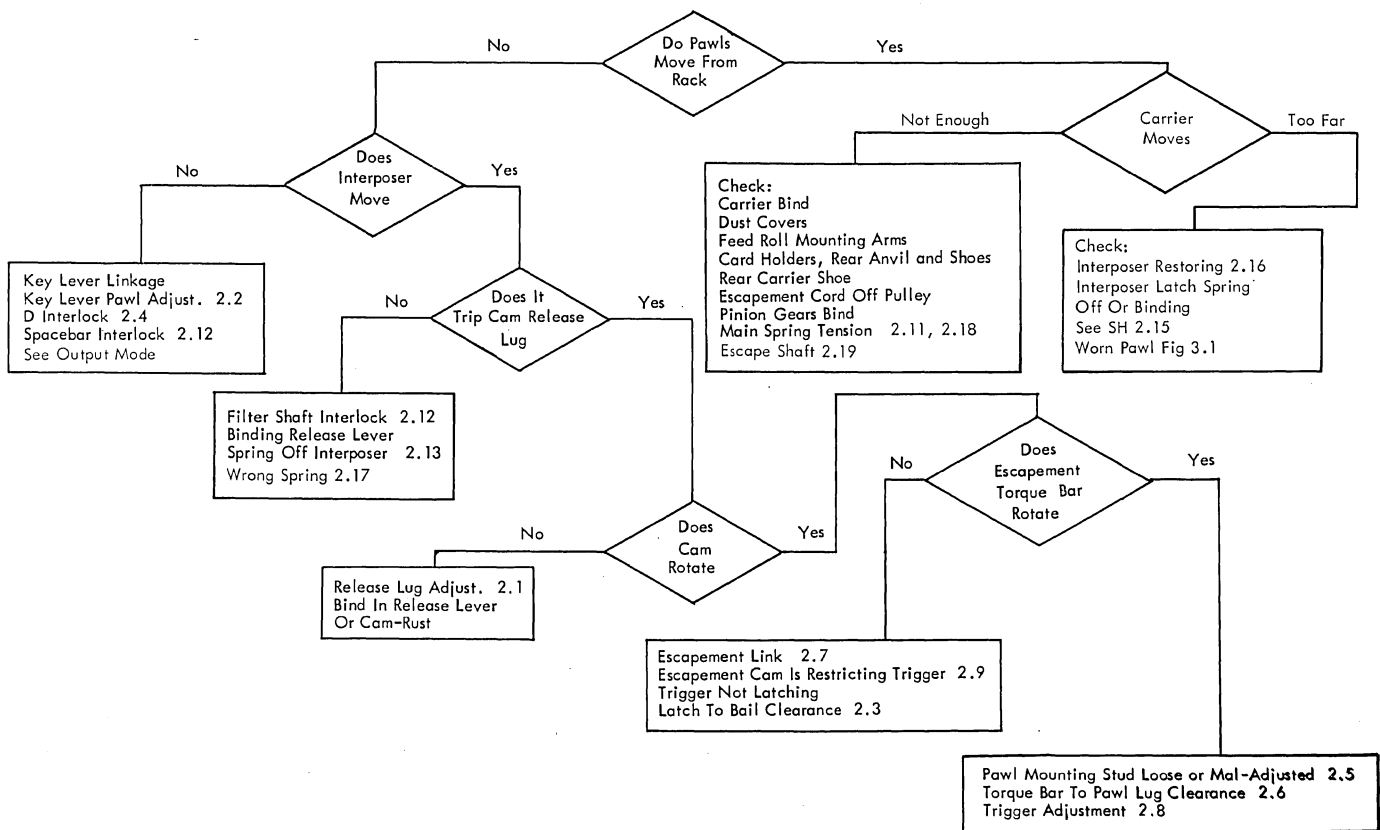 Do Pawls
Move From
Rack
No
Yes
Carrier
Moves
Not Enough
Too Far
Does
Interposer
Move
No
Yes
Check:
Carrier Bind
Dust Covers
Feed Roll Mounting Arms
Card Holders, Rear Anvil and Shoes
Rear Carrier Shoe
Escapement Cord Off Pulley
Pinion Gears Bind
Main Spring Tension 2.11, 2.18
Escape Shaft 2.19
Check:
Interposer Restoring 2.16
Interposer Latch Spring
Off Or Binding
See SH 2.15
Worn Pawl Fig 3.1
Key Lever Linkage
Key Lever Pawl Adjust. 2.2
D Interlock 2.4
Spacebar Interlock 2.12
See Output Mode
Does It
Trip Cam Release
Lug
No
Yes
Filter Shaft Interlock 2.12
Binding Release Lever
Spring Off Interposer 2.13
Wrong Spring 2.17
Does
Cam
Rotate
No
Yes
Release Lug Adjust. 2.1
Bind In Release Lever
Or Cam-Rust
Does
Escapement
Torque Bar
Rotate
No
Yes
Escapement Link 2.7
Escapement Cam Is Restricting Trigger 2.9
Trigger Not Latching
Latch To Bail Clearance 2.3
Pawl Mounting Stud Loose or Mal-Adjusted 2.5
Torque Bar To Pawl Lug Clearance 2.6
Trigger Adjustment 2.8